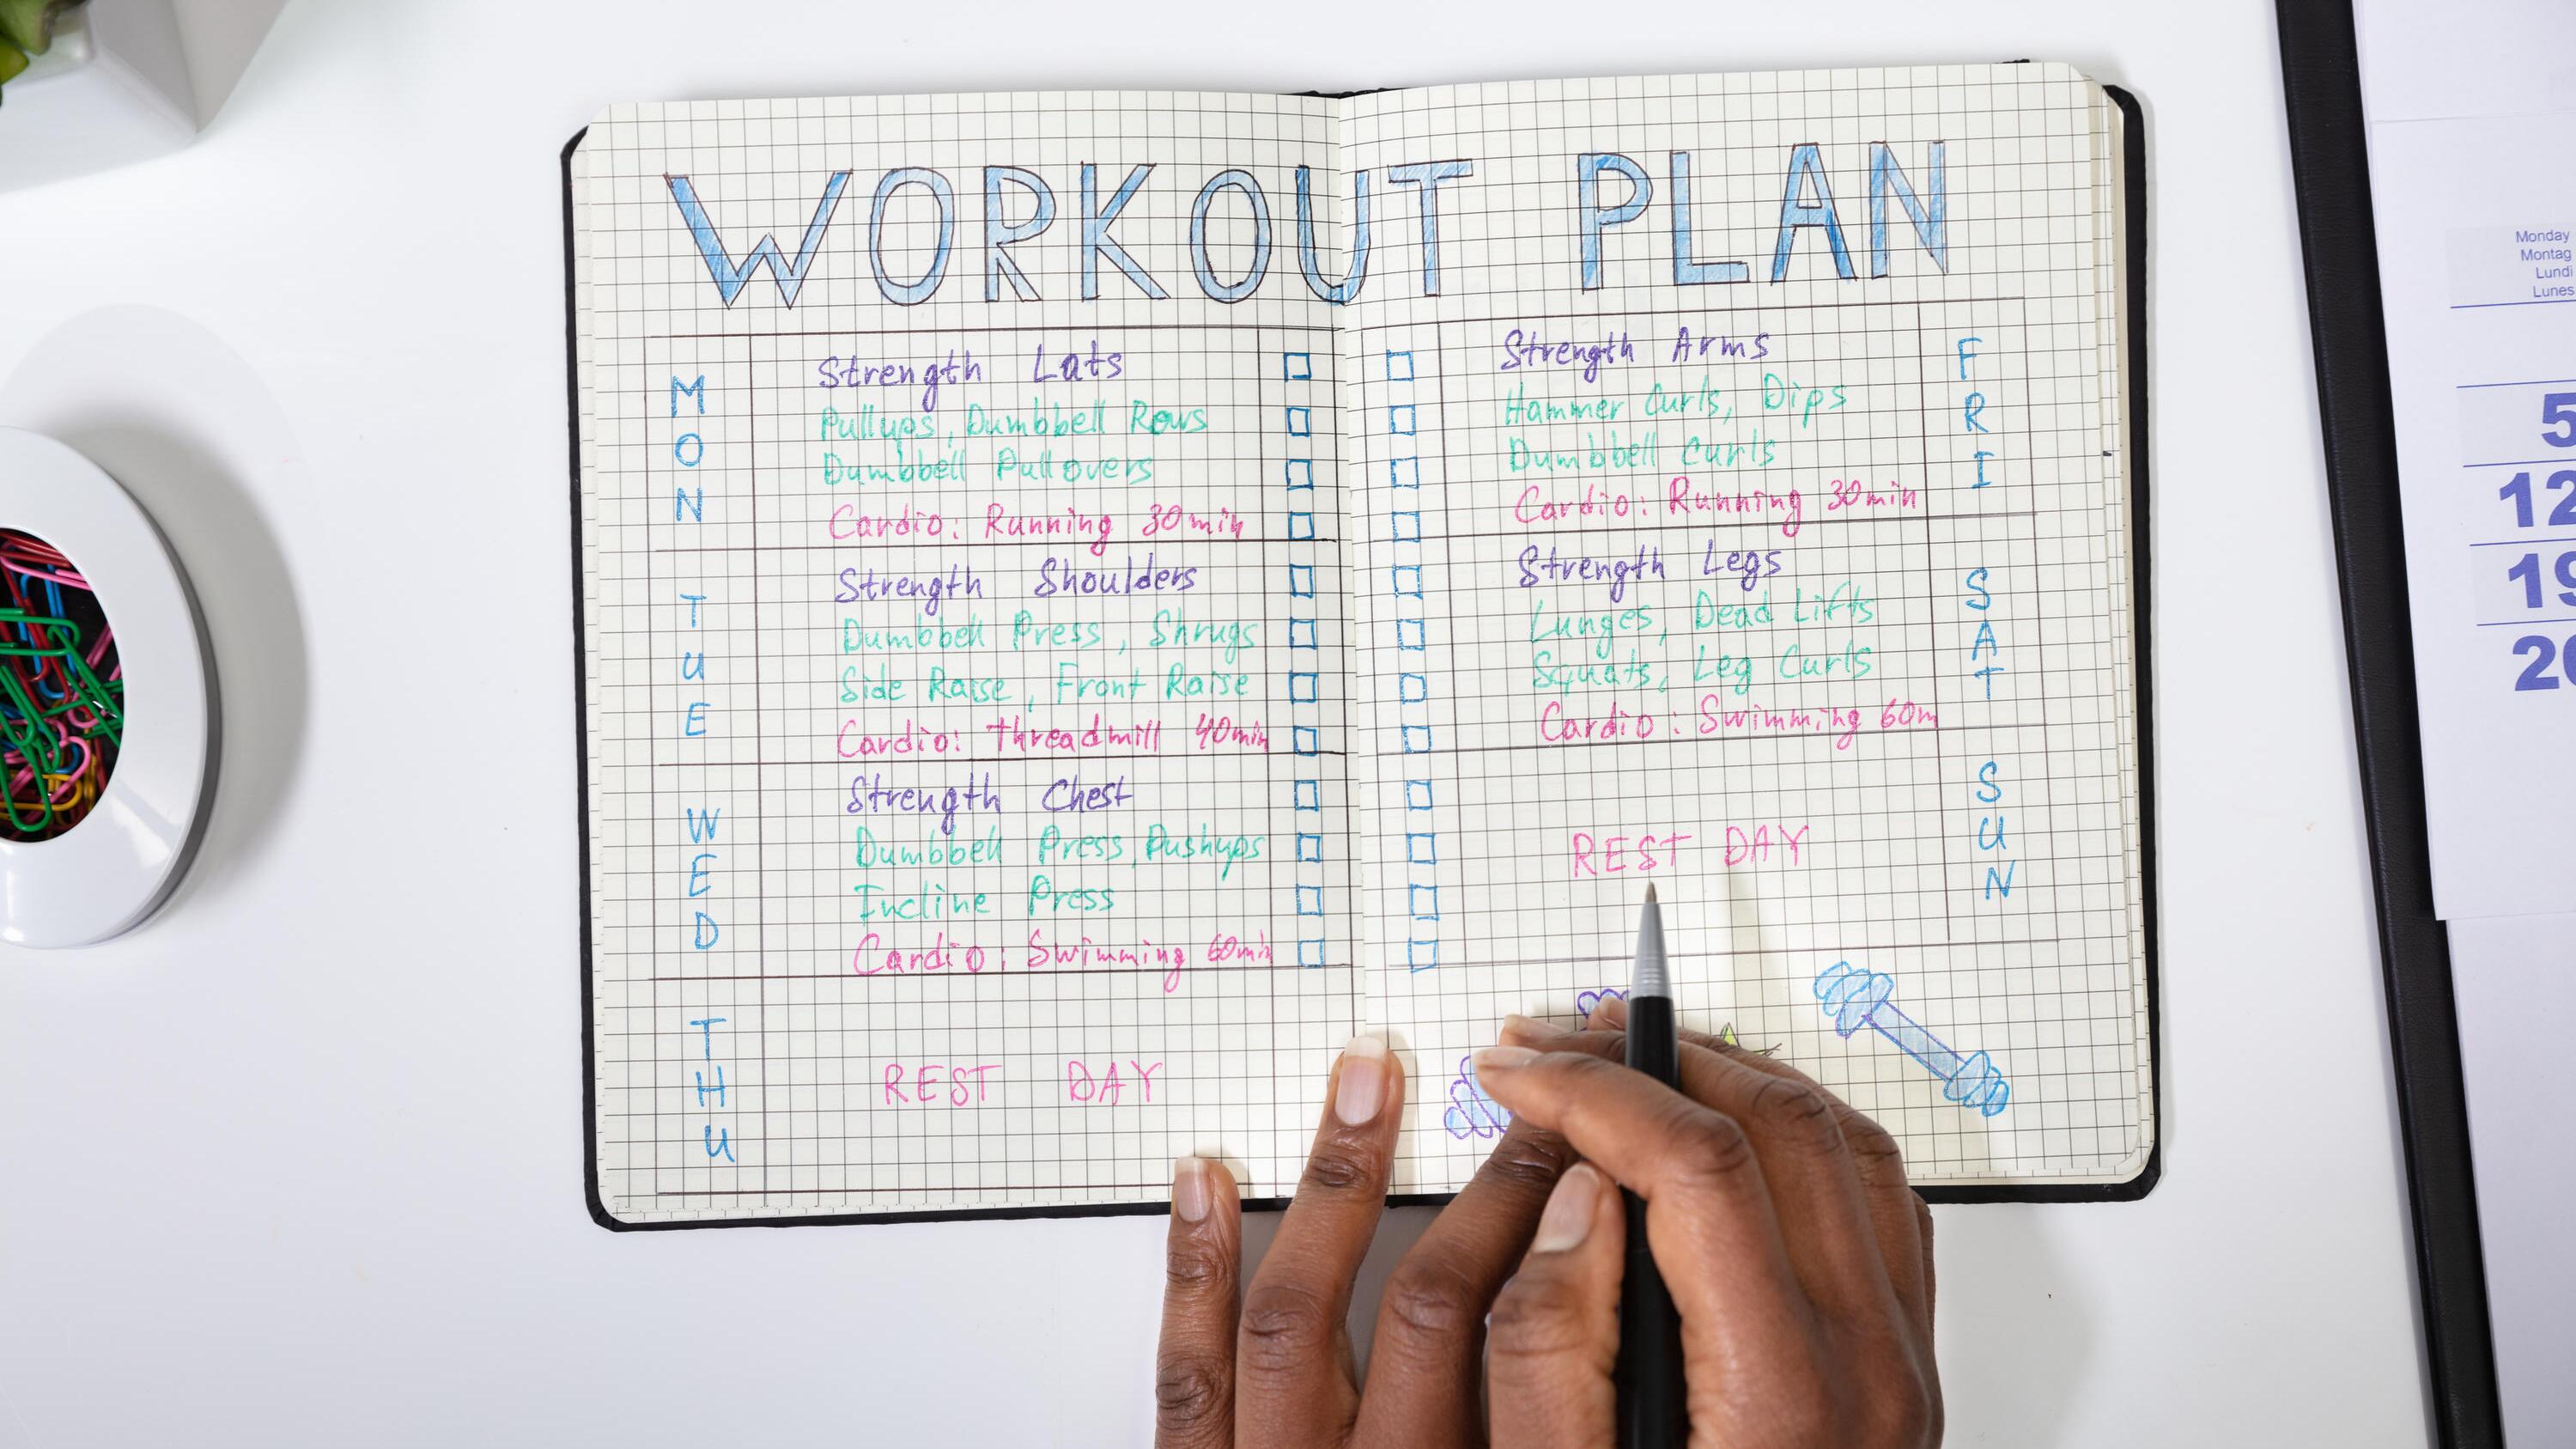 WORKOUT PLAN
MON
Strength Lats
Pullups, Dumbbell Rows
Dumbbell Pullovers
Cardio: Running 30min
TUE
Strength Shoulders
Dumbbell Press, Shrugs
Side Raise, Front Raise
Cardio: Threadmill 40min
WED
Strength Chest
Dumbbell Press, Pushups
Incline Press
Cardio: Swimming 60min
THU
REST DAY
FRI
Strength Arms
Hammer Curls, Dips
Dumbbell Curls
Cardio: Running 30min
SAT
Strength Legs
Lunges, Dead Lifts
Squats, Leg Curls
Cardio: Swimming 60m
SUN
REST DAY
Monday
Montag
Lundi
Lunes
5
12
19